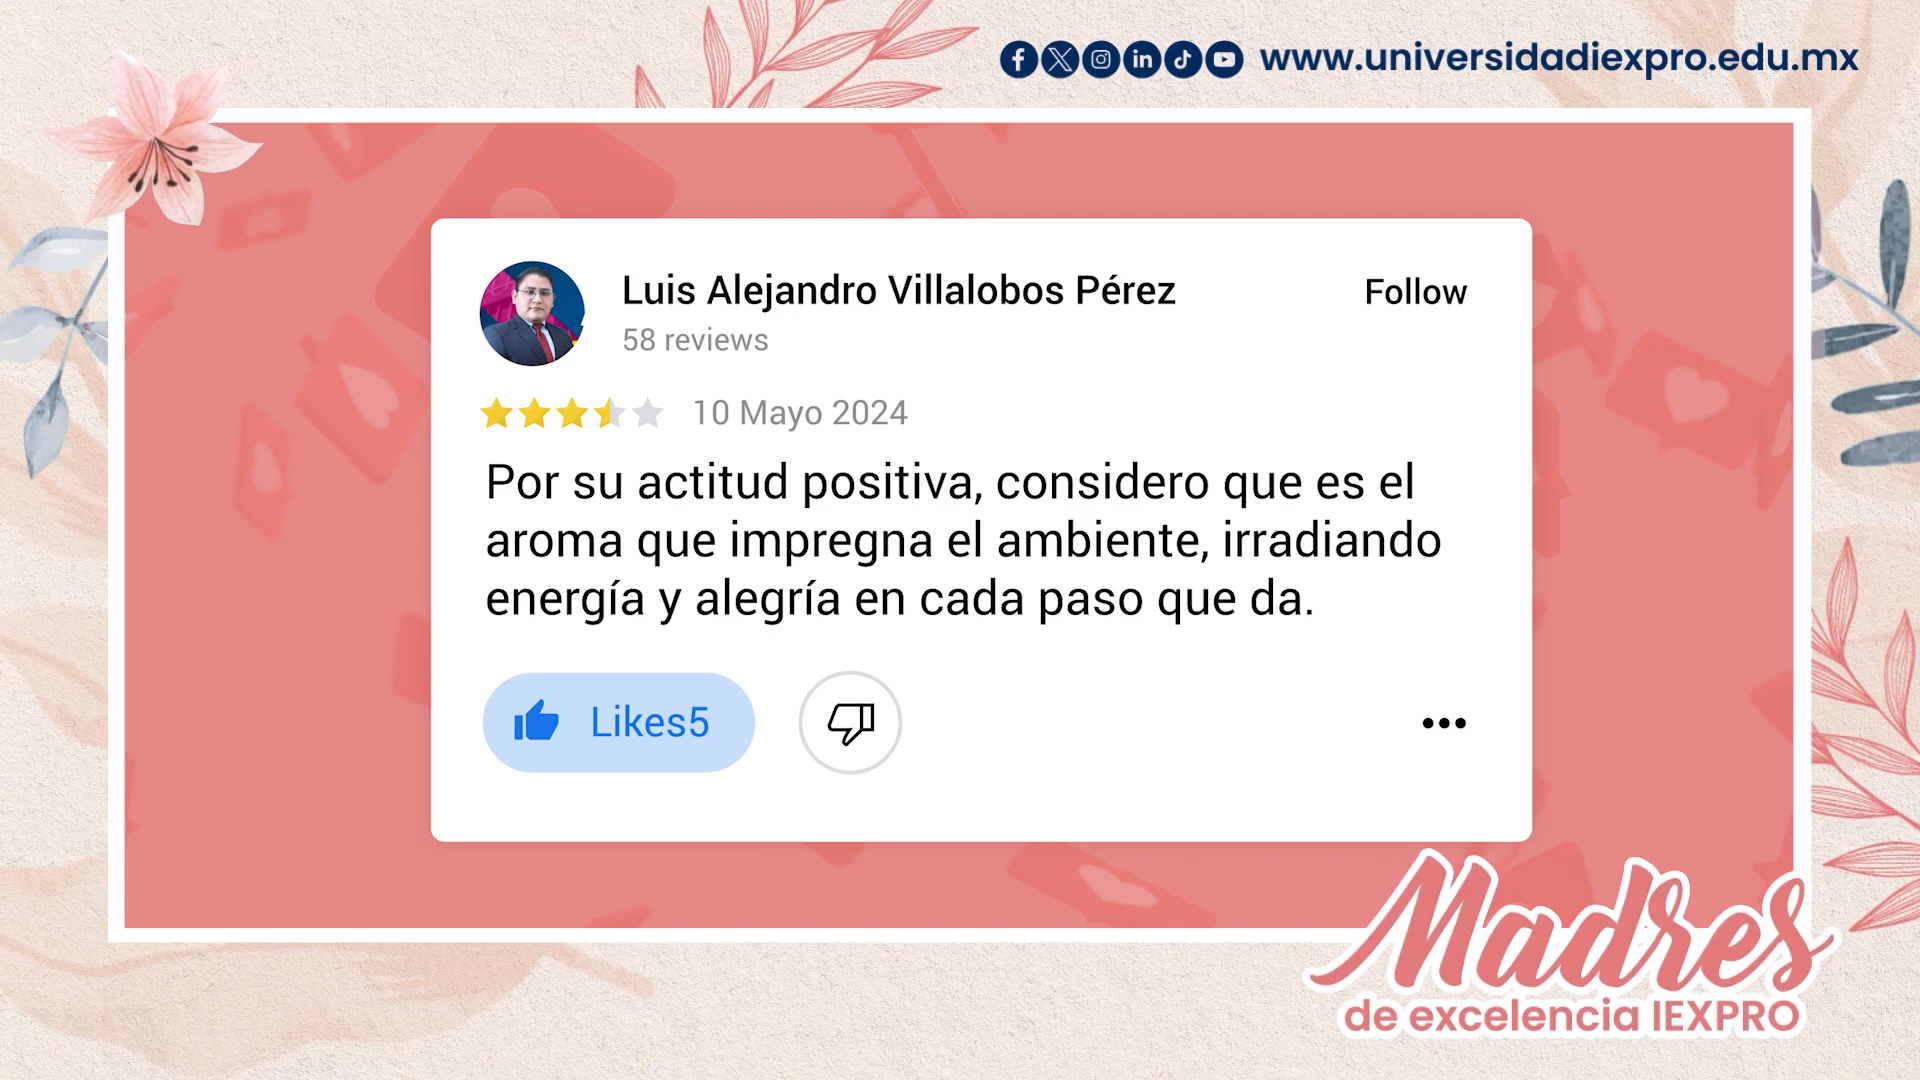 www.universidadiexpro.edu.mx
Luis Alejandro Villalobos Pérez
Follow
58 reviews
10 Mayo 2024
Por su actitud positiva, considero que es el
aroma que impregna el ambiente, irradiando
energía y alegría en cada paso que da.
Likes5
Madres
de excelencia IEXPRO